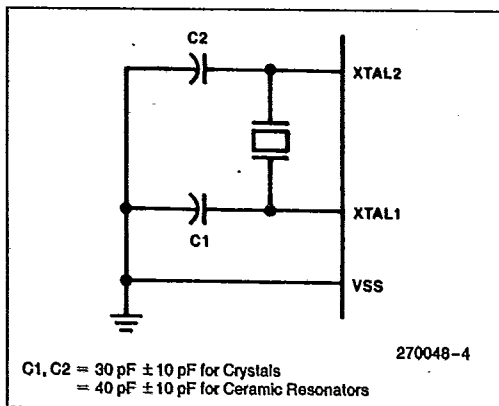 C2
XTAL2
XTAL1
C1
VSS
270048-4
C1, C2 = 30 pF ±10 pF for Crystals
= 40 pF ±10 pF for Ceramic Resonators